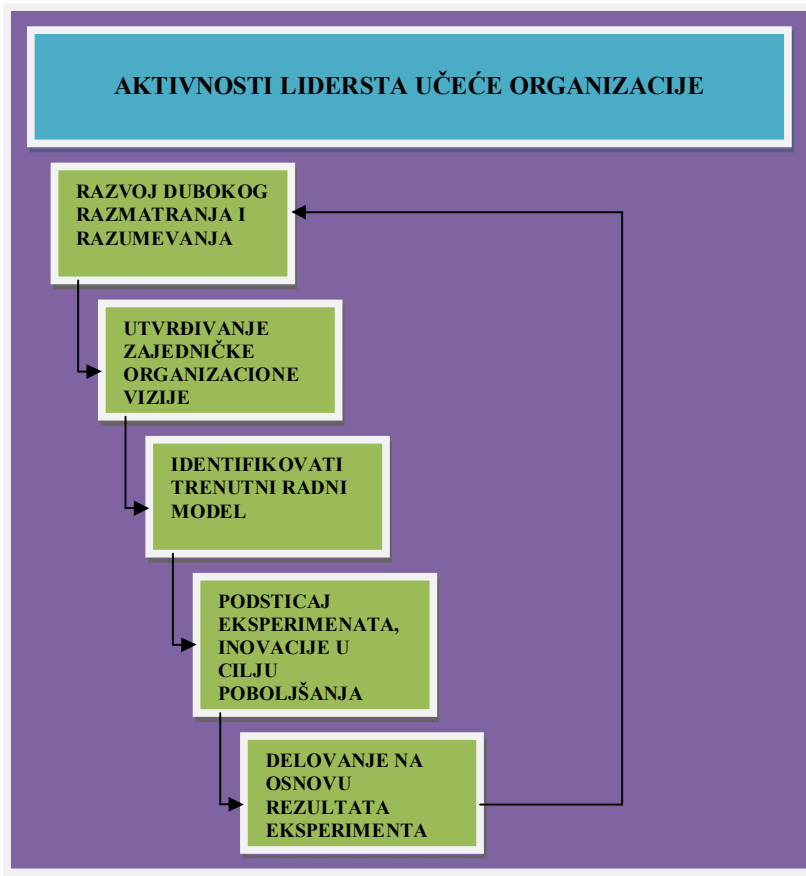 AKTIVNOSTI LIDERSTA UČEĆE ORGANIZACIJE
RAZVOJ DUBOKOG
RAZMATRANJA I
RAZUMEVANJA
UTVRĐIVANJE
ZAJEDNIČKE
ORGANIZACIONE
VIZIJE
IDENTIFIKOVATI
TRENUTNI RADNI
MODEL
PODSTICAJ
EKSPERIMENATA,
INOVACIJE U
CILJU
POBOLJŠANJA
DELOVANJE NA
OSNOVU
REZULTATA
EKSPERIMENTA